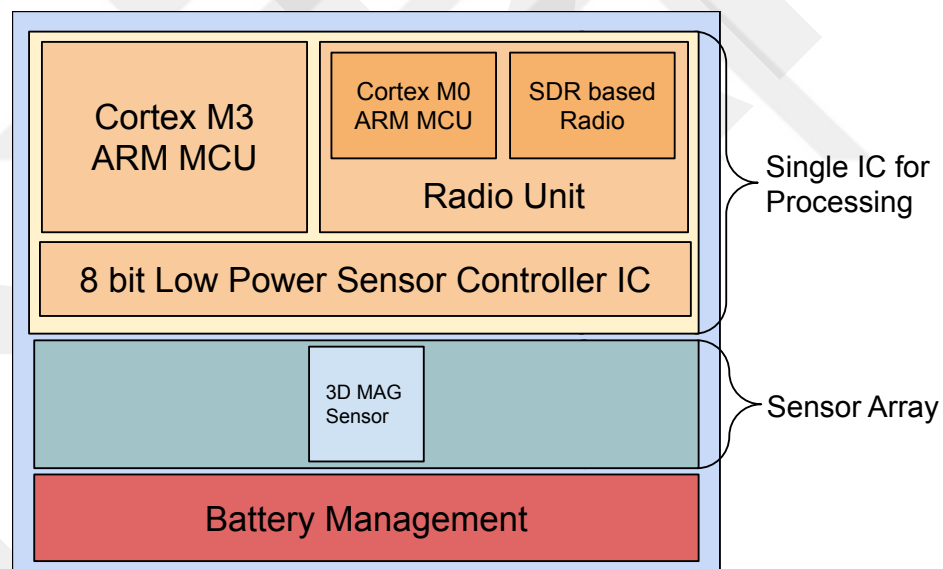 Cortex M3
ARM MCU
Cortex M0
ARM MCU
SDR based
Radio
Radio Unit
8 bit Low Power Sensor Controller IC
Single IC for
Processing
3D MAG
Sensor
Sensor Array
Battery Management